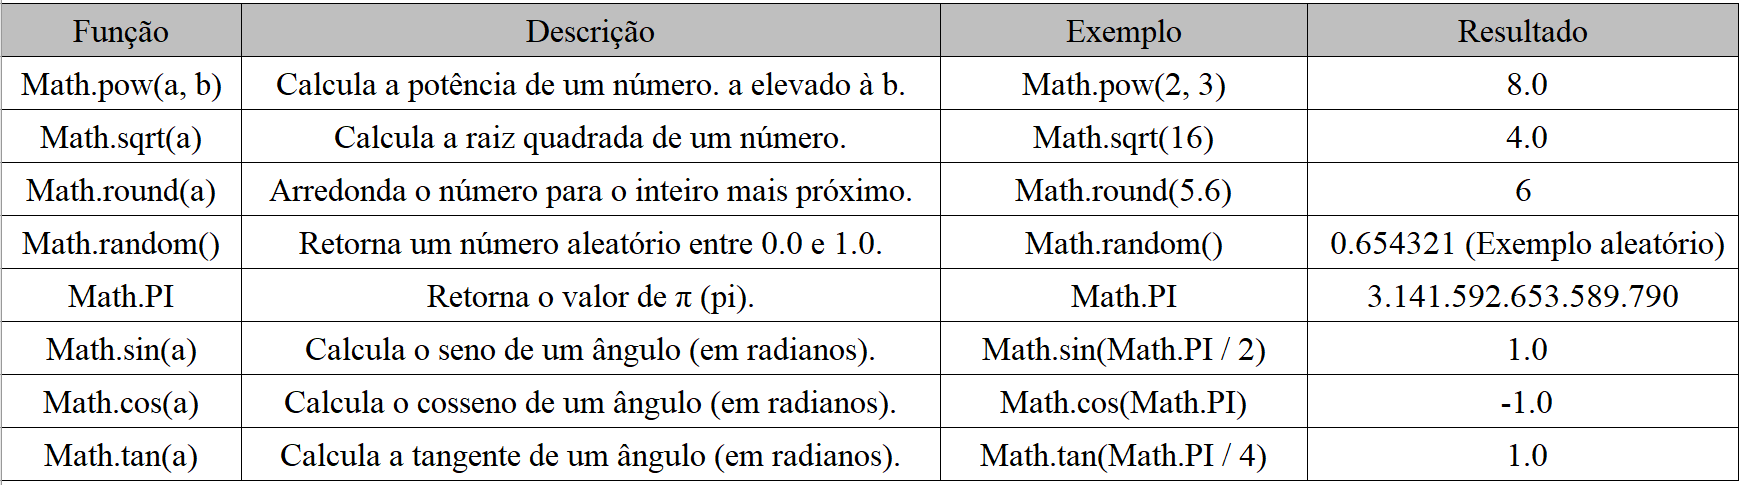 Função Descrição Exemplo Resultado
Math.pow(a, b) Calcula a potência de um número. a elevado à b. Math.pow(2, 3) 8.0
Math.sqrt(a) Calcula a raiz quadrada de um número. Math.sqrt(16) 4.0
Math.round(a) Arredonda o número para o inteiro mais próximo. Math.round(5.6) 6
Math.random() Retorna um número aleatório entre 0.0 e 1.0. Math.random() 0.654321 (Exemplo aleatório)
Math.PI Retorna o valor de π (pi). Math.PI 3.141.592.653.589.790
Math.sin(a) Calcula o seno de um ângulo (em radianos). Math.sin(Math.PI / 2) 1.0
Math.cos(a) Calcula o cosseno de um ângulo (em radianos). Math.cos(Math.PI) -1.0
Math.tan(a) Calcula a tangente de um ângulo (em radianos). Math.tan(Math.PI / 4) 1.0